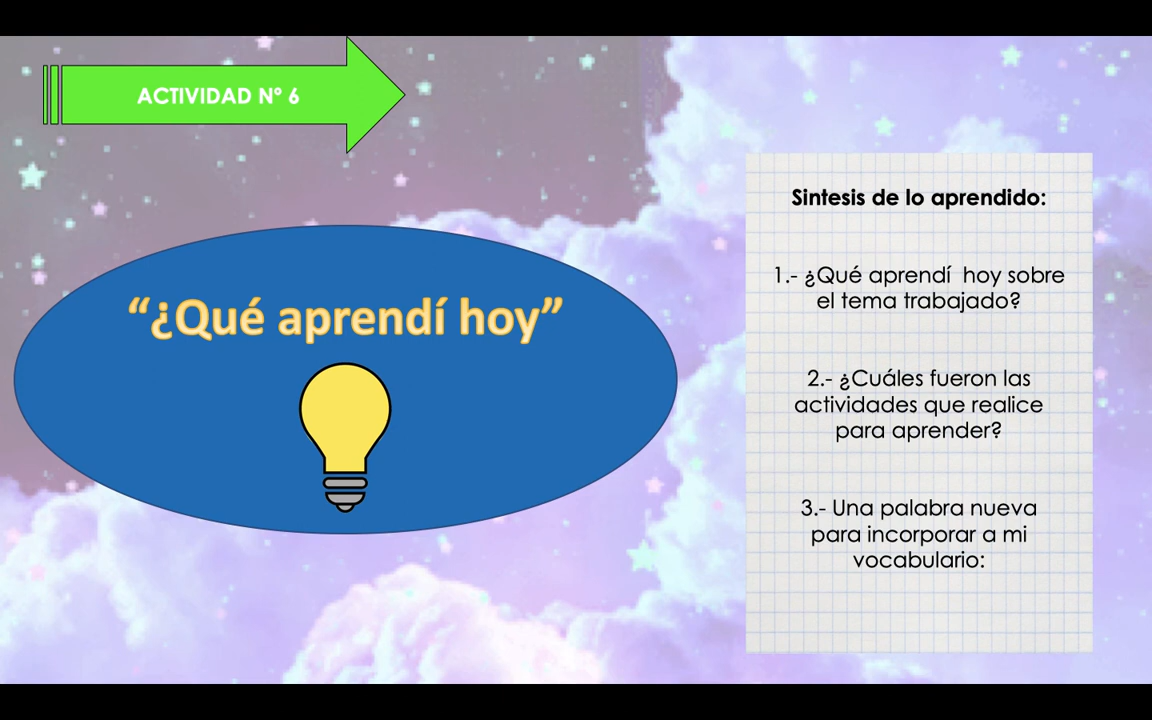 ACTIVIDAD N° 6
“¿Qué aprendí hoy”
Sintesis de lo aprendido:
1.- ¿Qué aprendí hoy sobre
el tema trabajado?
2.- ¿Cuáles fueron las
actividades que realice
para aprender?
3.- Una palabra nueva
para incorporar a mi
vocabulario: